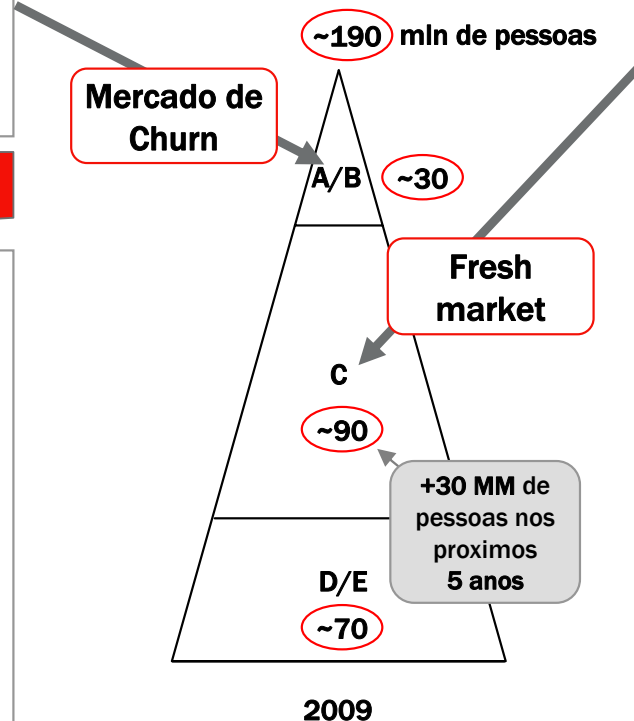 ~190 mln de pessoas
Mercado de
Churn
A/B
~30
Fresh
market
C
~90
+30 MM de
pessoas nos
proximos
5 anos
D/E
~70
2009